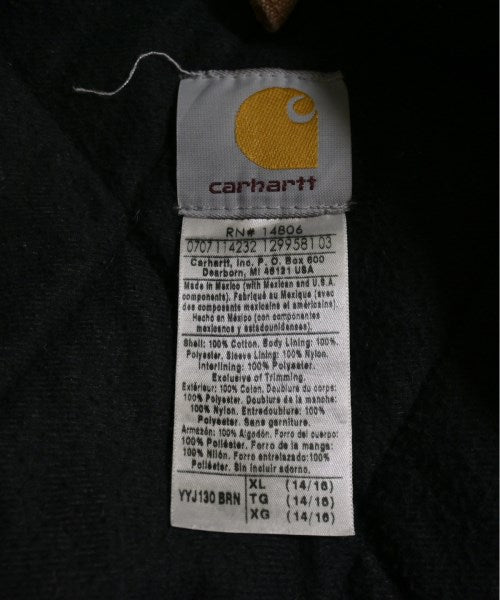 carhartt
RN# 14806
0707114232 1299581 03
Carhartt, Inc. P. O. Box 600
Dearborn, MI 48121 USA
Made in Mexico (with Mexican and U.S.A.
components). Fabriqué au Mexique (avec
des components mexicains et américains).
Hecho en México (con componentes
mexicanos y estadounidenses).
Shell: 100% Cotton. Body Lining: 100%
Polyester. Sleeve Lining: 100% Nylon.
Interlining: 100% Polyester.
Exclusive of Trimming.
Extérieur: 100% Coton. Doublure du corps:
100% Polyester. Doublure de la manche:
100% Nylon. Entredoublure: 100%
Polyester. Sans garniture.
Armazón: 100% Algodón. Forro del cuerpo:
100% Poliéster. Forro de la manga:
100% Nilón. Forro entrelazado: 100%
Poliéster. Sin incluir adorno.
YYJ130 BRN
XL (14/16)
TG (14/16)
XG (14/16)